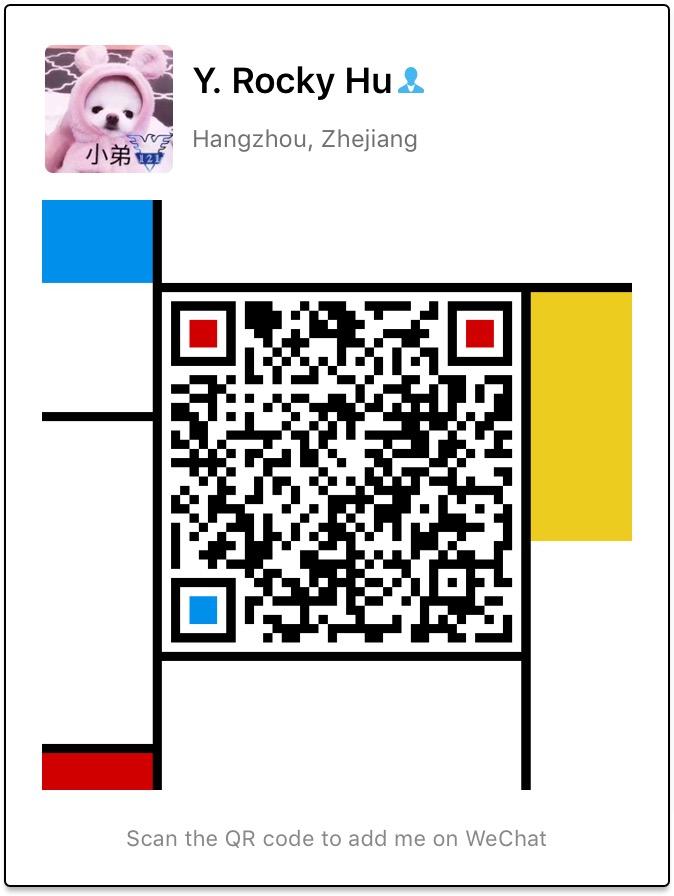 Y. Rocky Hu
Hangzhou, Zhejiang
小弟
121
Scan the QR code to add me on WeChat